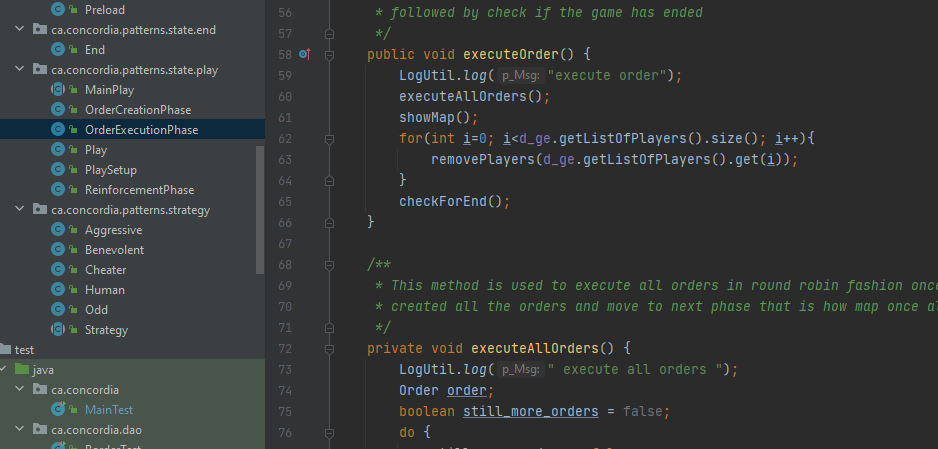 Preload
ca.concordia.patterns.state.end
End
ca.concordia.patterns.state.play
MainPlay
OrderCreationPhase
OrderExecutionPhase
Play
PlaySetup
ReinforcementPhase
ca.concordia.patterns.strategy
Aggressive
Benevolent
Cheater
Human
Odd
Strategy
test
java
ca.concordia
MainTest
ca.concordia.dao
BorderTest
56 * followed by check if the game has ended
57 */
58 public void executeOrder() {
59 LogUtil.log( p_Msg: "execute order");
60 executeAllOrders();
61 showMap();
62 for(int i=0; i<d_ge.getListOfPlayers().size(); i++){
63 removePlayers(d_ge.getListOfPlayers().get(i));
64 }
65 checkForEnd();
66 }
67
68 /**
69 * This method is used to execute all orders in round robin fashion once
70 * created all the orders and move to next phase that is how map once al
71 */
72 private void executeAllOrders() {
73 LogUtil.log( p_Msg: " execute all orders ");
74 Order order;
75 boolean still_more_orders = false;
76 do {